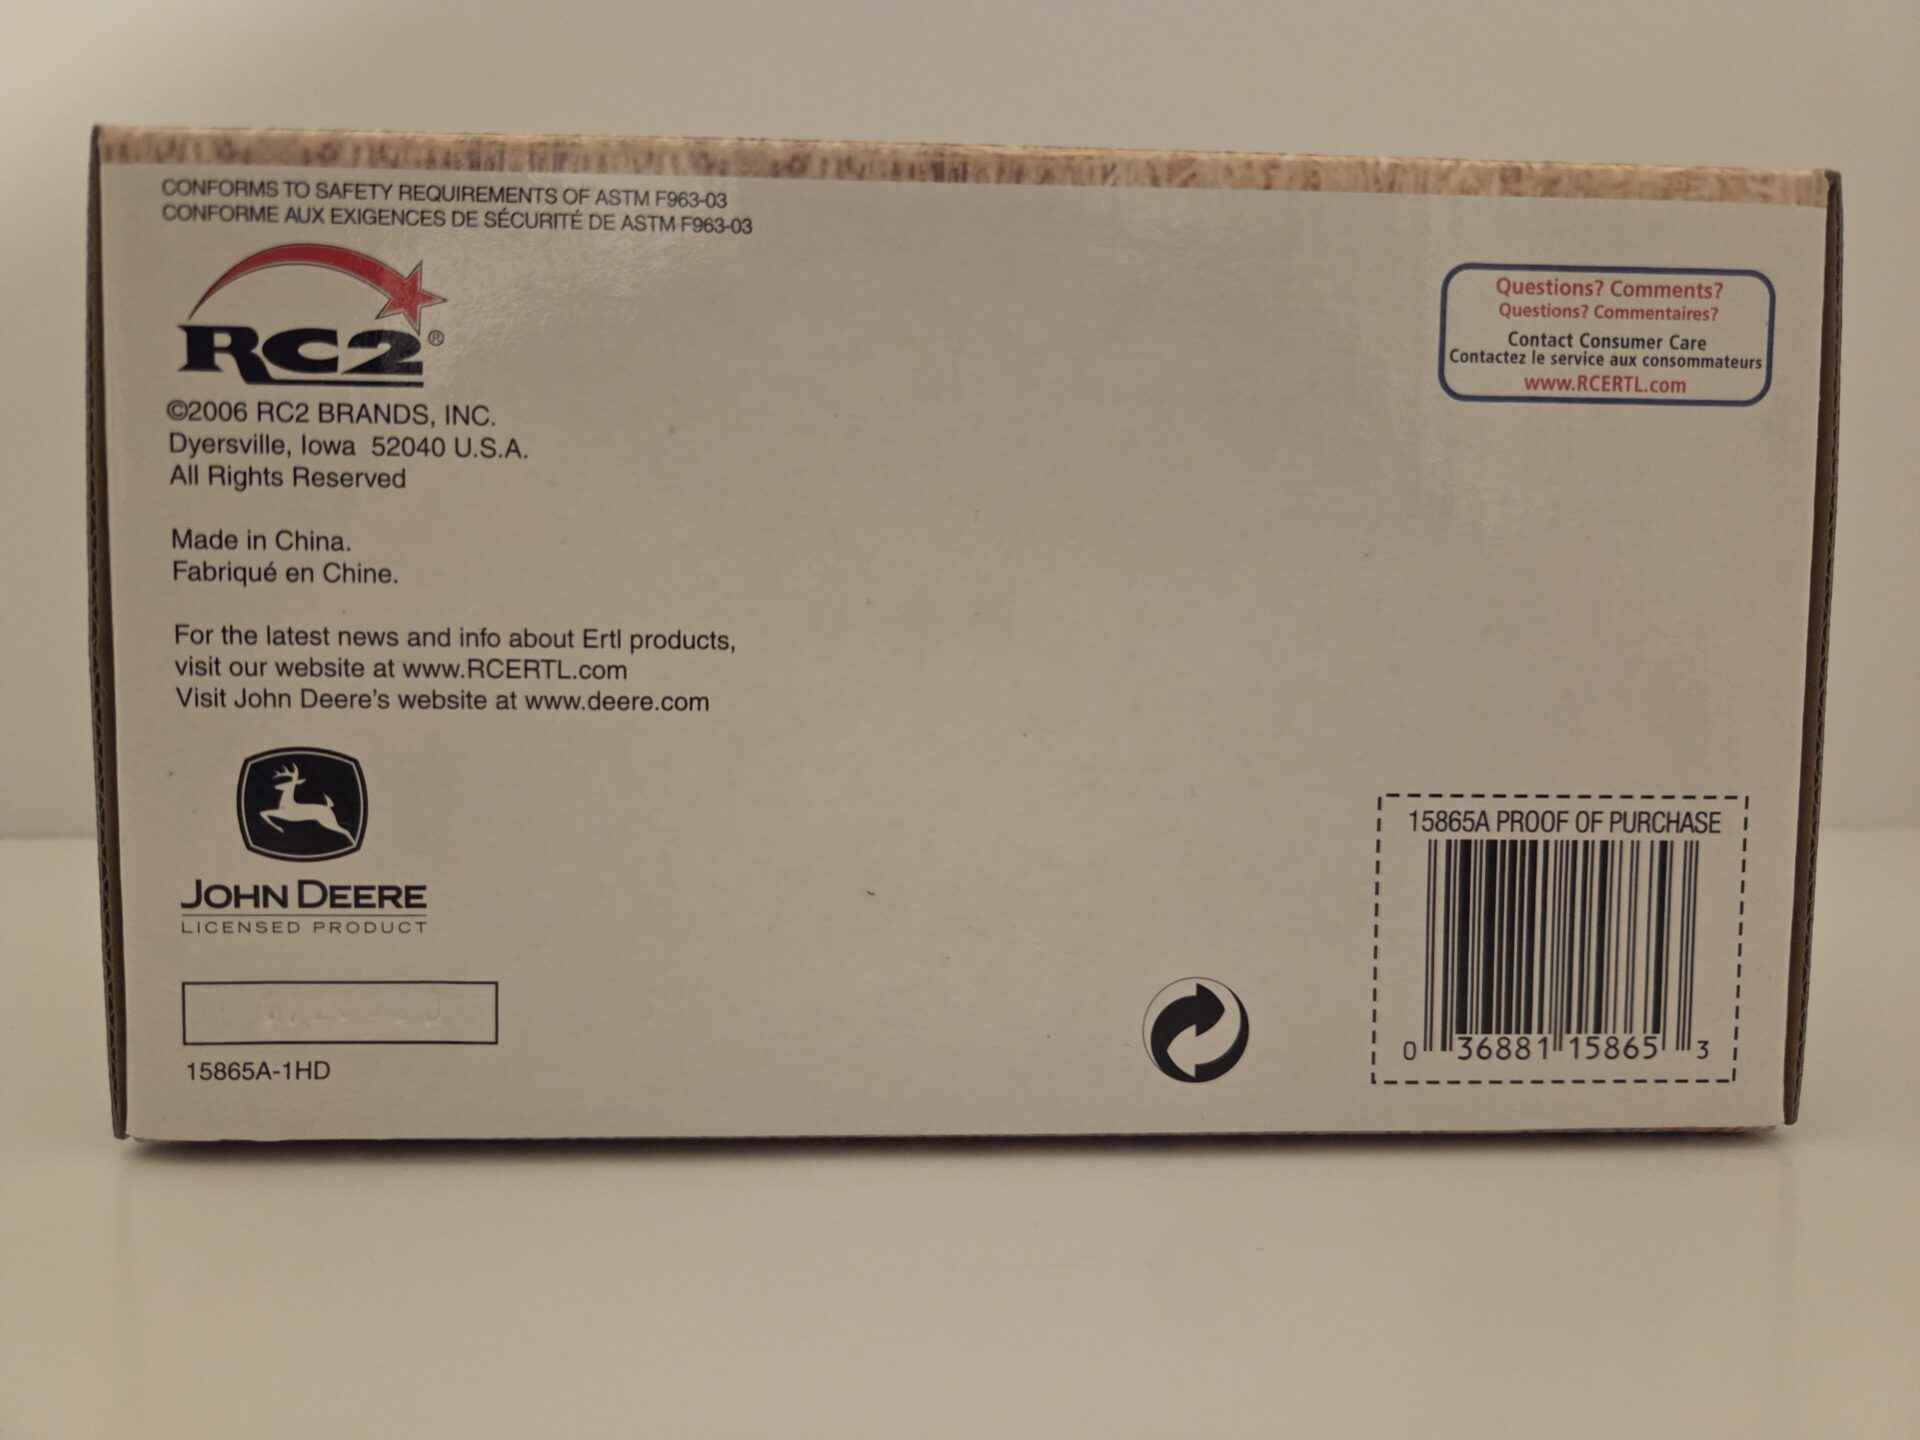 CONFORMS TO SAFETY REQUIREMENTS OF ASTM F963-03
CONFORME AUX EXIGENCES DE SÉCURITÉ DE ASTM F963-03
RC2®
©2006 RC2 BRANDS, INC.
Dyersville, Iowa 52040 U.S.A.
All Rights Reserved
Made in China.
Fabriqué en Chine.
For the latest news and info about Ertl products,
visit our website at www.RCERTL.com
Visit John Deere's website at www.deere.com
JOHN DEERE
LICENSED PRODUCT
15865A-1HD
Questions? Comments?
Questions? Commentaires?
Contact Consumer Care
Contactez le service aux consommateurs
www.RCERTL.com
15865A PROOF OF PURCHASE
0 36881 15865 3